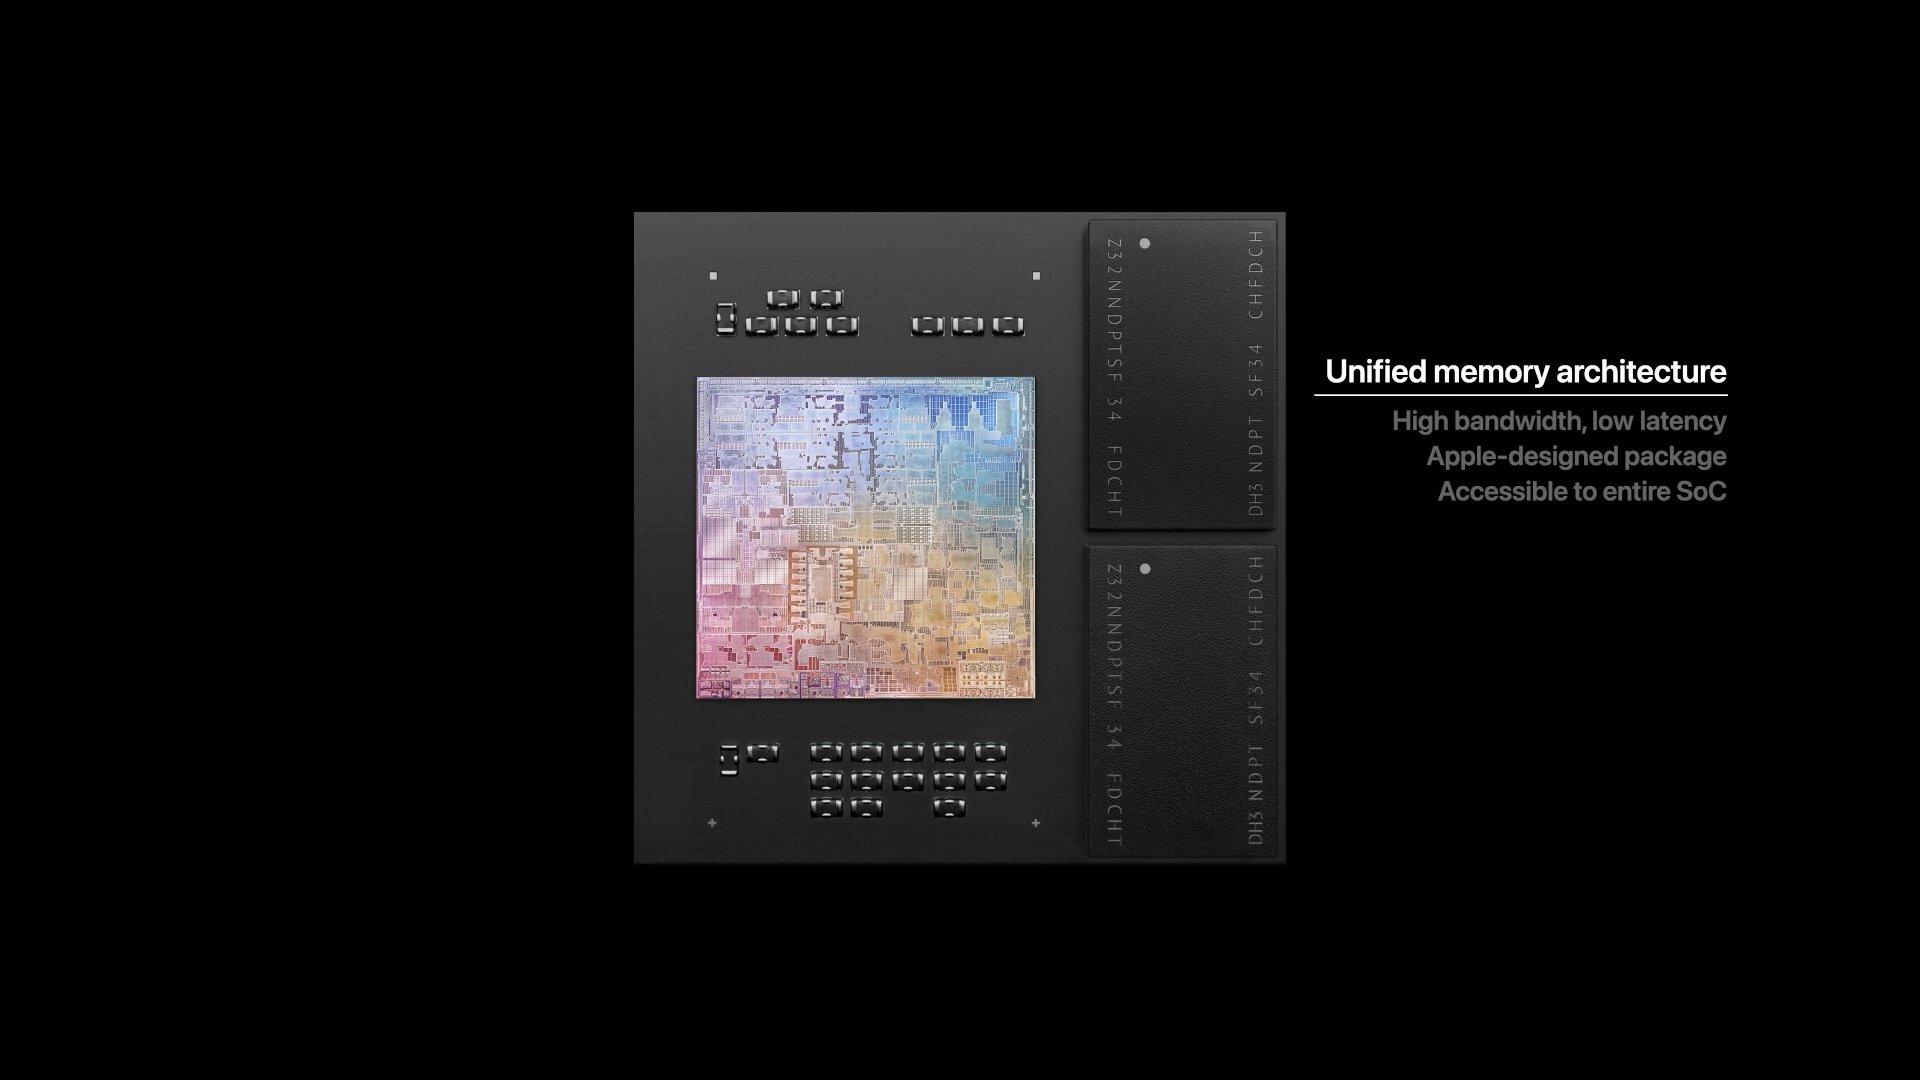 Z32NNDPTSF 34 FDCHT
DH3 NDPT SF34 CHFDCH
Unified memory architecture
High bandwidth, low latency
Apple-designed package
Accessible to entire SoC
Z32NNDPTSF 34 FDCHT
DH3 NDPT SF34 CHFDCH